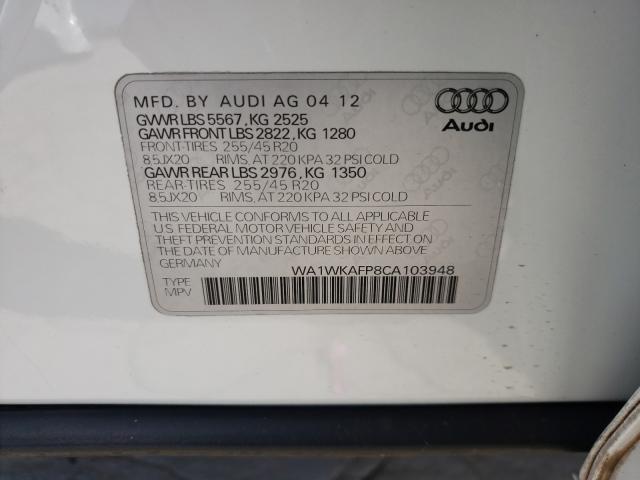 MFD. BY AUDI AG 04 12
GVWR LBS 5567, KG 2525
GAWR FRONT LBS 2822, KG 1280
FRONT-TIRES 255/45 R20
8.5JX20 RIMS, AT 220 KPA 32 PSI COLD
GAWR REAR LBS 2976, KG 1350
REAR-TIRES 255/45 R20
8.5JX20 RIMS, AT 220 KPA 32 PSI COLD
THIS VEHICLE CONFORMS TO ALL APPLICABLE
U.S. FEDERAL MOTOR VEHICLE SAFETY AND
THEFT PREVENTION STANDARDS IN EFFECT ON
THE DATE OF MANUFACTURE SHOWN ABOVE
GERMANY
WA1WKAFP8CA103948
TYPE
MPV
Audi